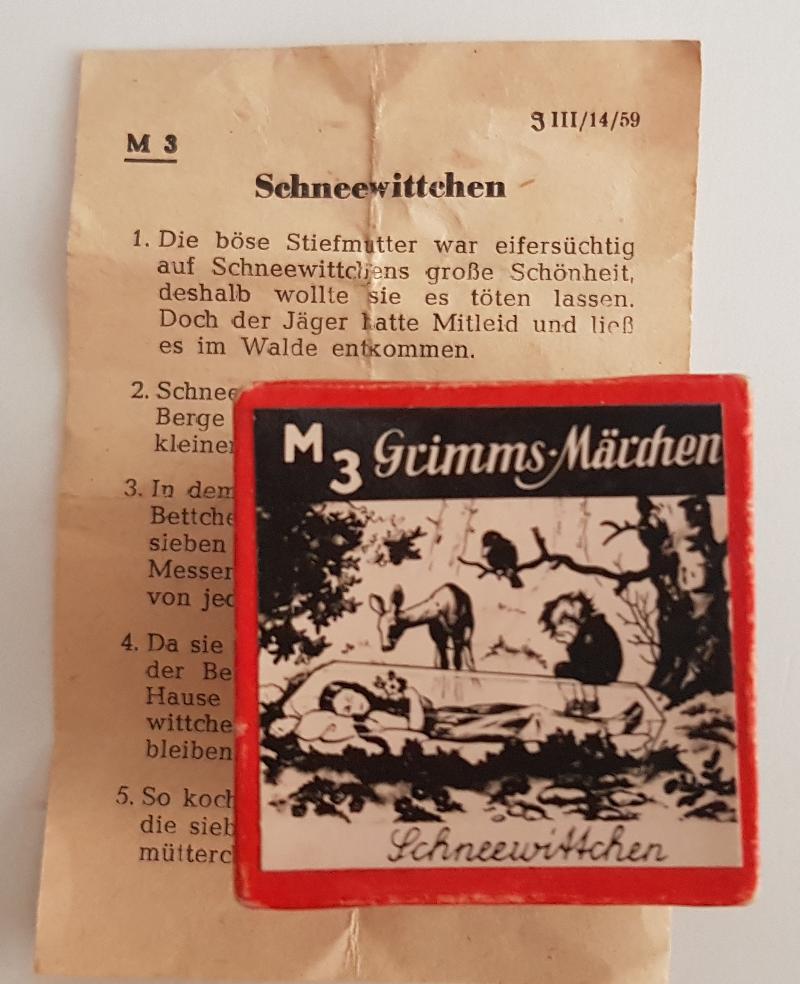 M 3
J III/14/59
Schneewittchen
1. Die böse Stiefmutter war eifersüchtig
auf Schneewittchens große Schönheit,
deshalb wollte sie es töten lassen.
Doch der Jäger hatte Mitleid und ließ
es im Walde entkommen.
2. Schnee
Berge
kleiner
3. In dem
Bettche
sieben
Messer
von jed
4. Da sie
der Be
Hause
wittche
bleiben
5. So koch
die sieb
mütterch
M 3 Grimms-Märchen
Schneewittchen